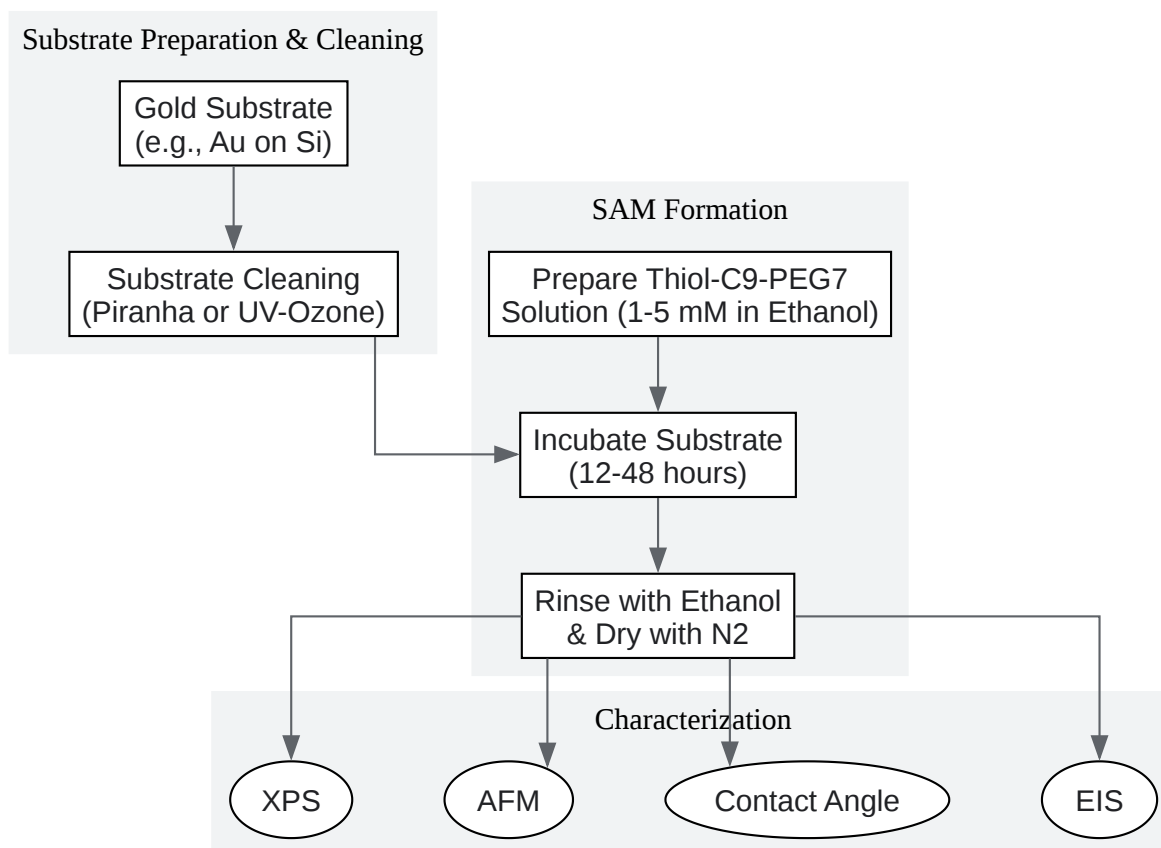 Substrate Preparation & Cleaning
Gold Substrate
(e.g., Au on Si)
Substrate Cleaning
(Piranha or UV-Ozone)
SAM Formation
Prepare Thiol-C9-PEG7
Solution (1-5 mM in Ethanol)
Incubate Substrate
(12-48 hours)
Rinse with Ethanol
& Dry with N2
Characterization
XPS
AFM
Contact Angle
EIS